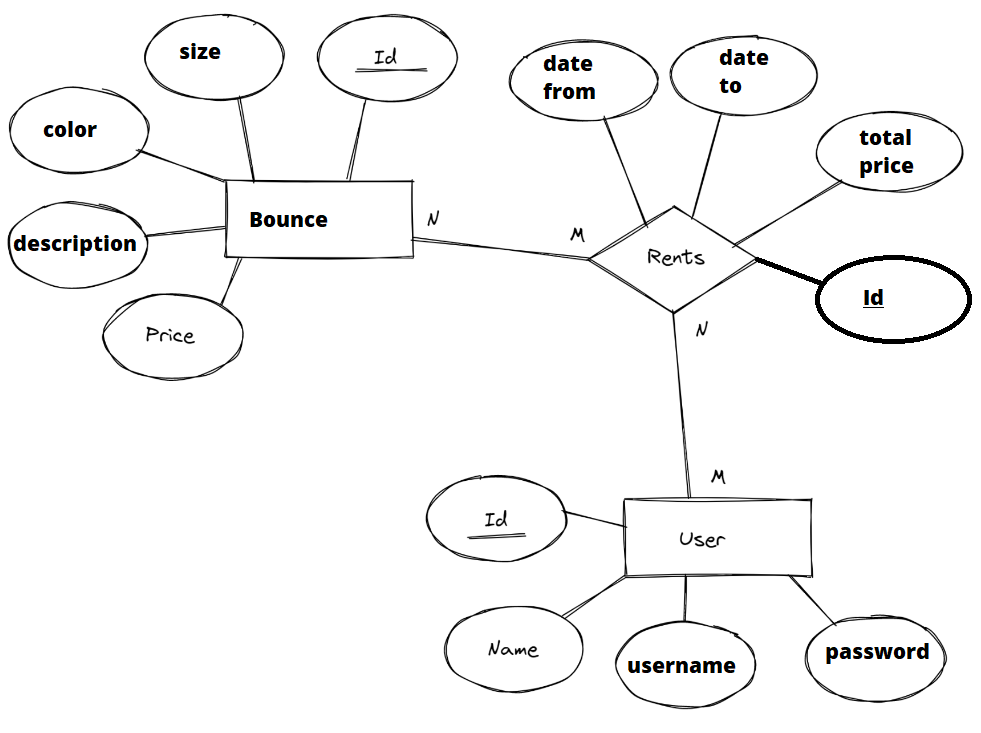 size
Id
date
from
date
to
color
total
price
Bounce
N
M
Rents
description
Id
Price
N
M
Id
User
Name
username
password